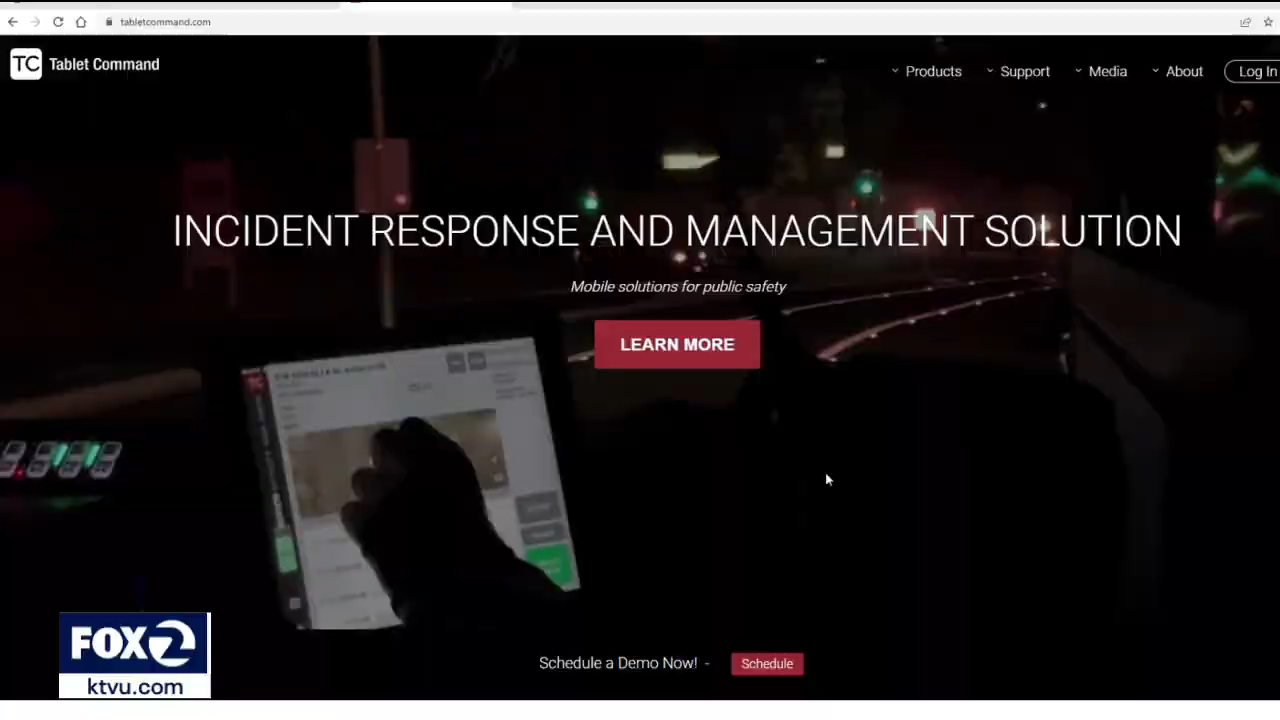 tabletcommand.com
TC Tablet Command
Products
Support
Media
About
Log In
INCIDENT RESPONSE AND MANAGEMENT SOLUTION
Mobile solutions for public safety
LEARN MORE
Schedule a Demo Now! -
Schedule
FOX 2
ktvu.com